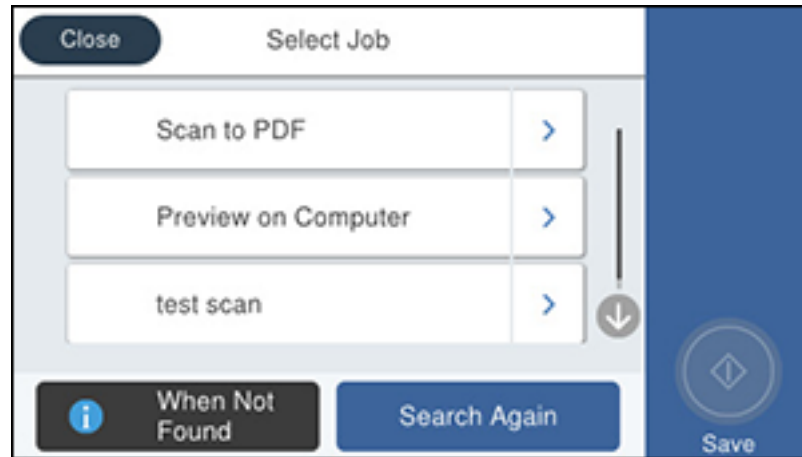 Close
Select Job
Scan to PDF
Preview on Computer
test scan
When Not
Found
Search Again
Save